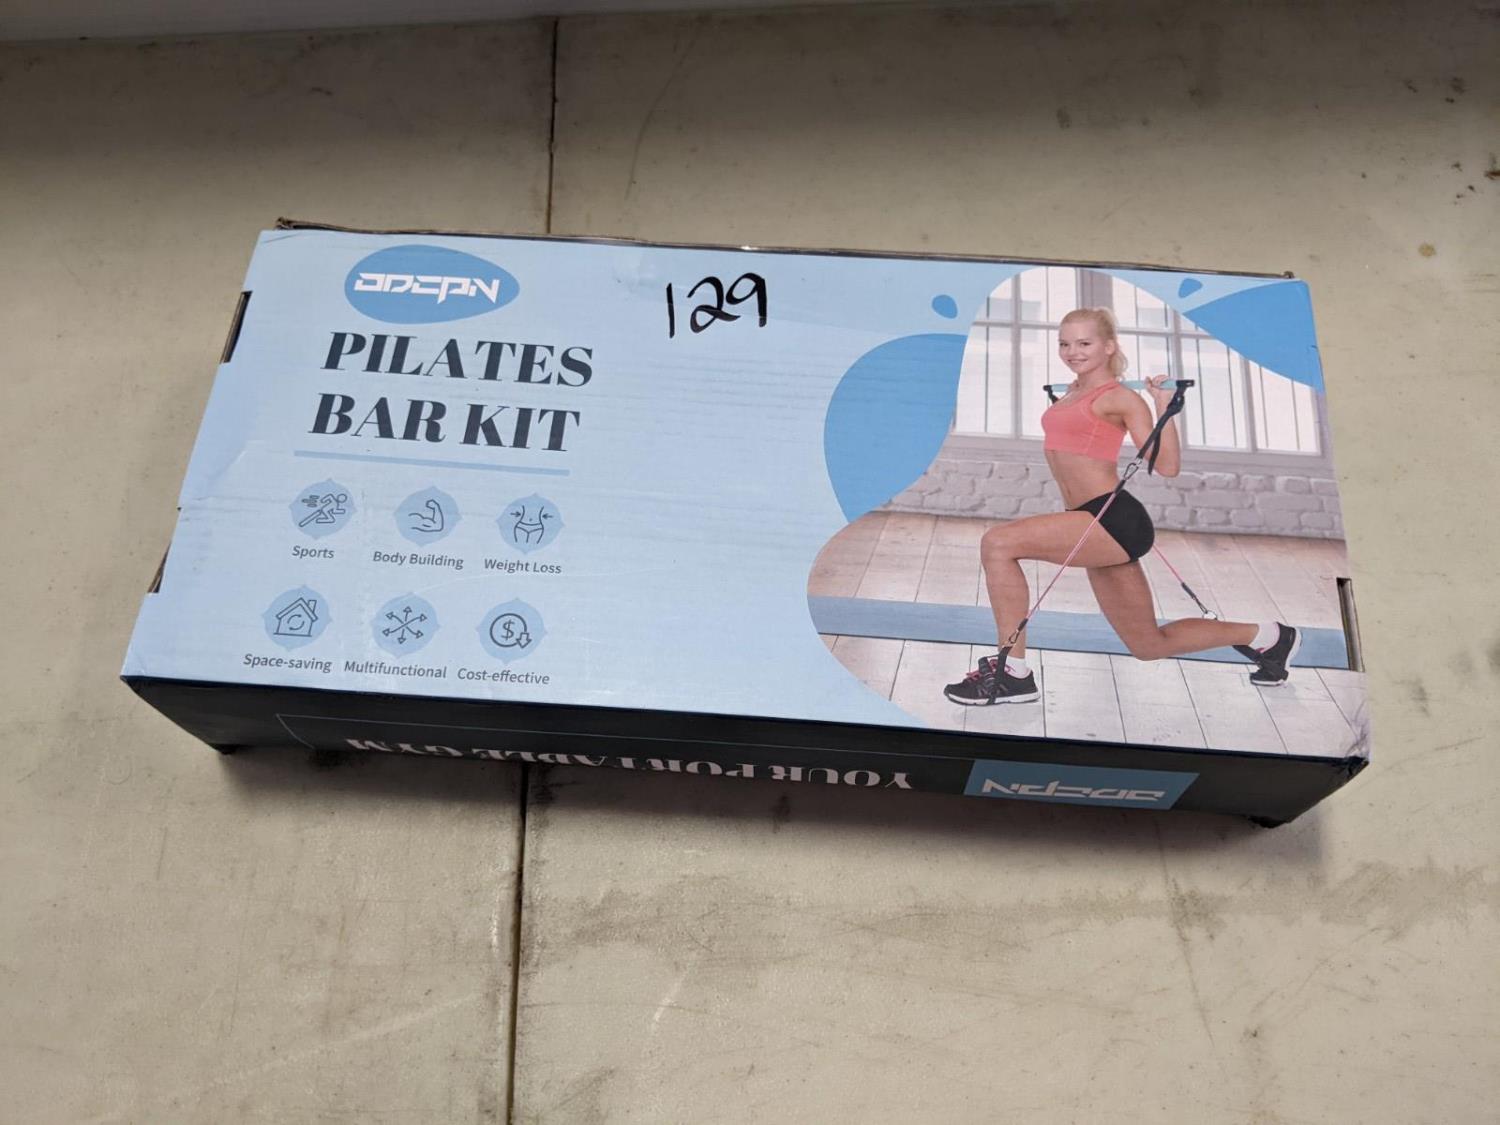 ODCPN
129
PILATES
BAR KIT
Sports
Body Building
Weight Loss
Space-saving
Multifunctional
Cost-effective
YOUR PORTABLE GYM
ODCPN